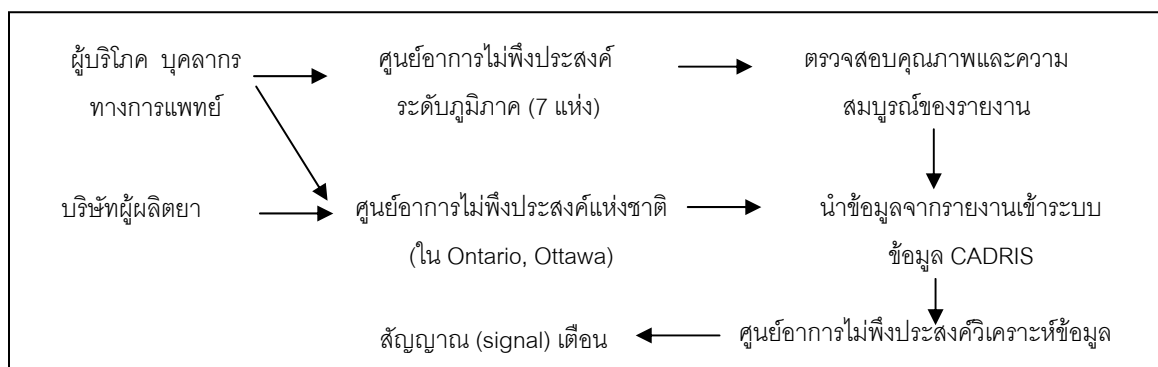 ผู้บริโภค บุคลากร
ทางการแพทย์
ศูนย์อาการไม่พึงประสงค์
ระดับภูมิภาค (7 แห่ง)
ตรวจสอบคุณภาพและความ
สมบูรณ์ของรายงาน
บริษัทผู้ผลิตยา
ศูนย์อาการไม่พึงประสงค์แห่งชาติ
(ใน Ontario, Ottawa)
นำข้อมูลจากรายงานเข้าระบบ
ข้อมูล CADRIS
สัญญาณ (signal) เตือน
ศูนย์อาการไม่พึงประสงค์วิเคราะห์ข้อมูล